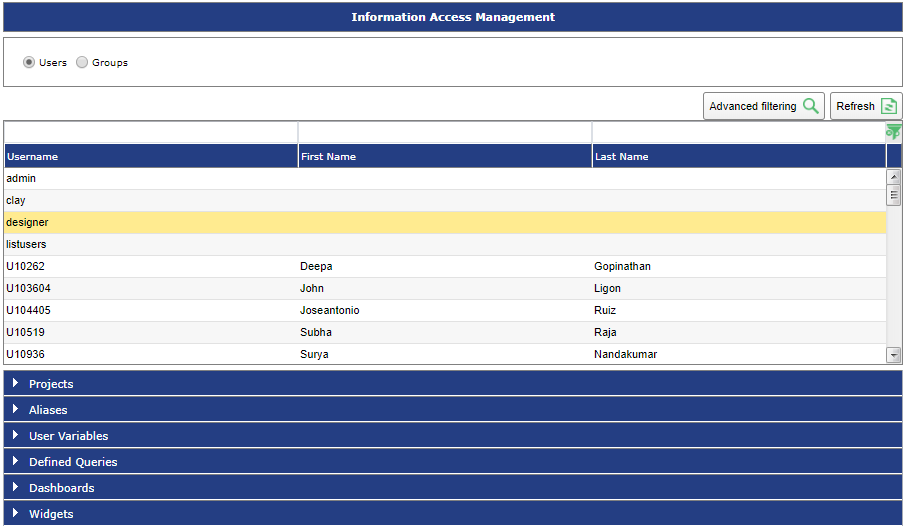 Information Access Management
Users Groups
Advanced filtering Refresh
Username First Name Last Name
admin
clay
designer
listusers
U10262 Deepa Gopinathan
U103604 John Ligon
U104405 Joseantonio Ruiz
U10519 Subha Raja
U10936 Surya Nandakumar
Projects
Aliases
User Variables
Defined Queries
Dashboards
Widgets